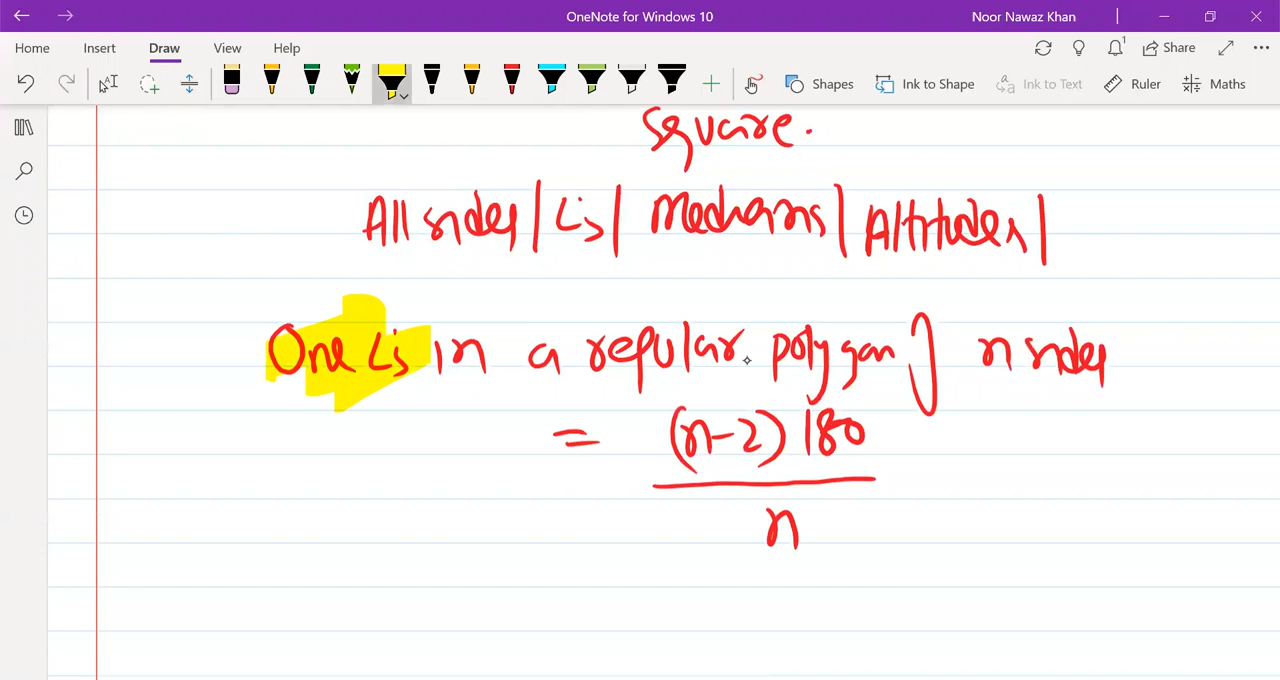 OneNote for Windows 10
Noor Nawaz Khan
Home Insert Draw View Help
1
Share
Shapes
Ink to Shape
Ink to Text
Ruler
Maths
Square.
All sides | ∠s | Medians | Altitudes |
One ∠s in a regular polygon } n sides
= (n-2) 180
n